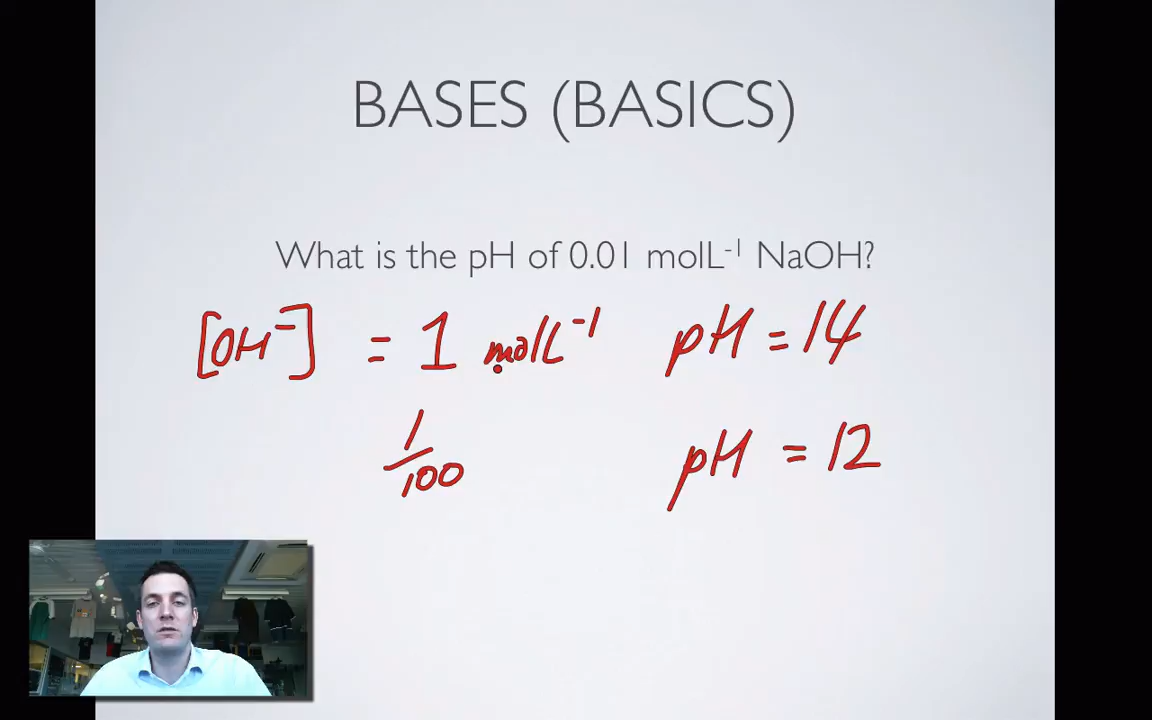 BASES (BASICS)
What is the pH of 0.01 molL⁻¹ NaOH?
[OH⁻] = 1 molL⁻¹ pH = 14
1/100 pH = 12